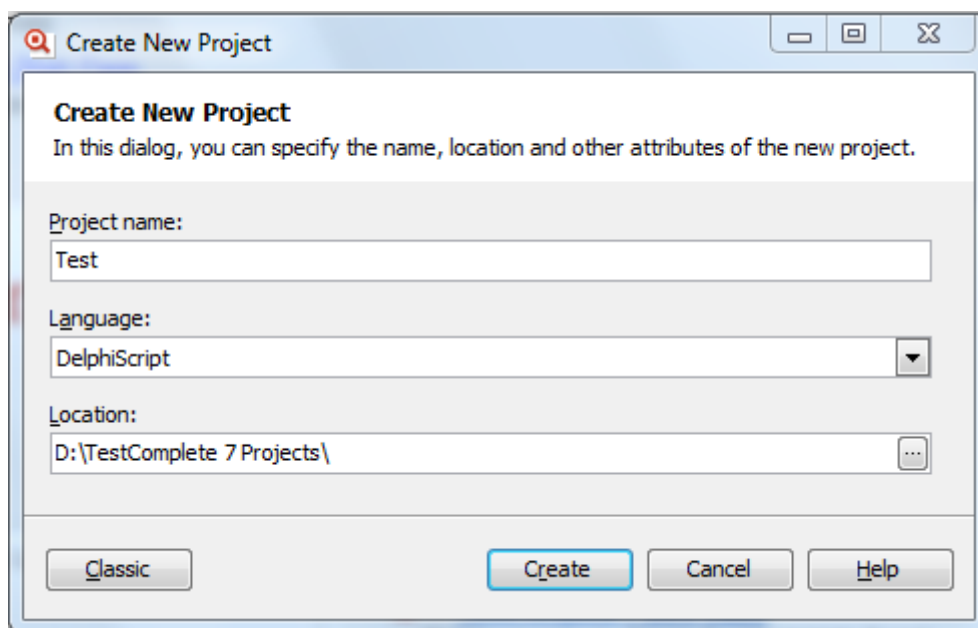 Create New Project
Create New Project
In this dialog, you can specify the name, location and other attributes of the new project.
Project name:
Test
Language:
DelphiScript
Location:
D:\TestComplete 7 Projects\
...
Classic
Create
Cancel
Help